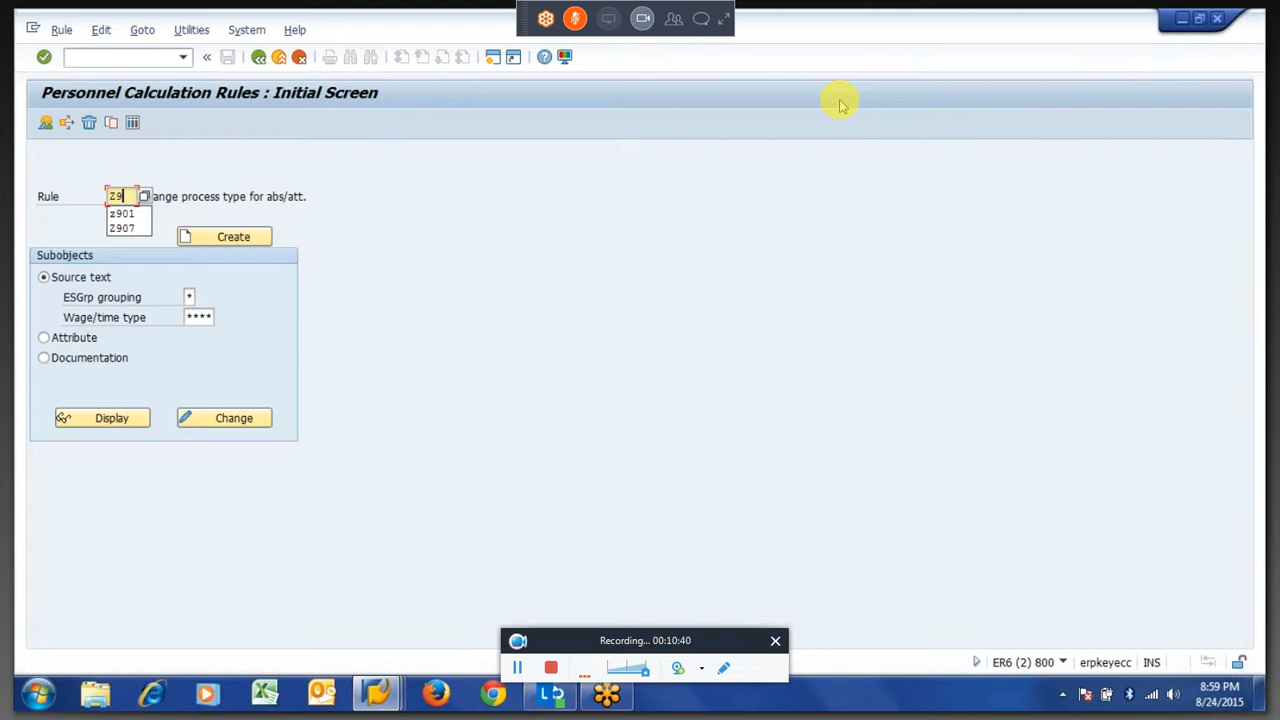 Rule Edit Goto Utilities System Help
Personnel Calculation Rules : Initial Screen
Rule Z9 ange process type for abs/att.
z901
Z907
Create
Subobjects
Source text
ESGrp grouping *
Wage/time type ****
Attribute
Documentation
Display Change
Recording... 00:10:40
ER6 (2) 800 erpkeyecc INS
8:59 PM
8/24/2015